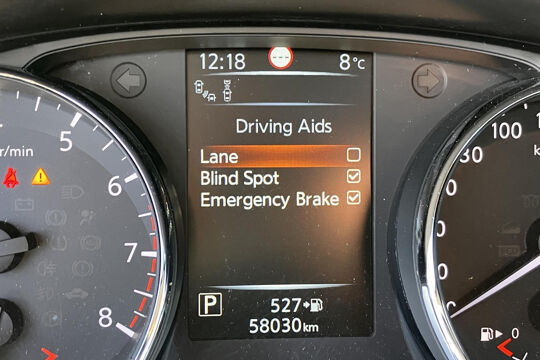 12:18 8°C
Driving Aids
Lane
Blind Spot
Emergency Brake
P 527
58030km
5
r/min
6
7
8
100
0